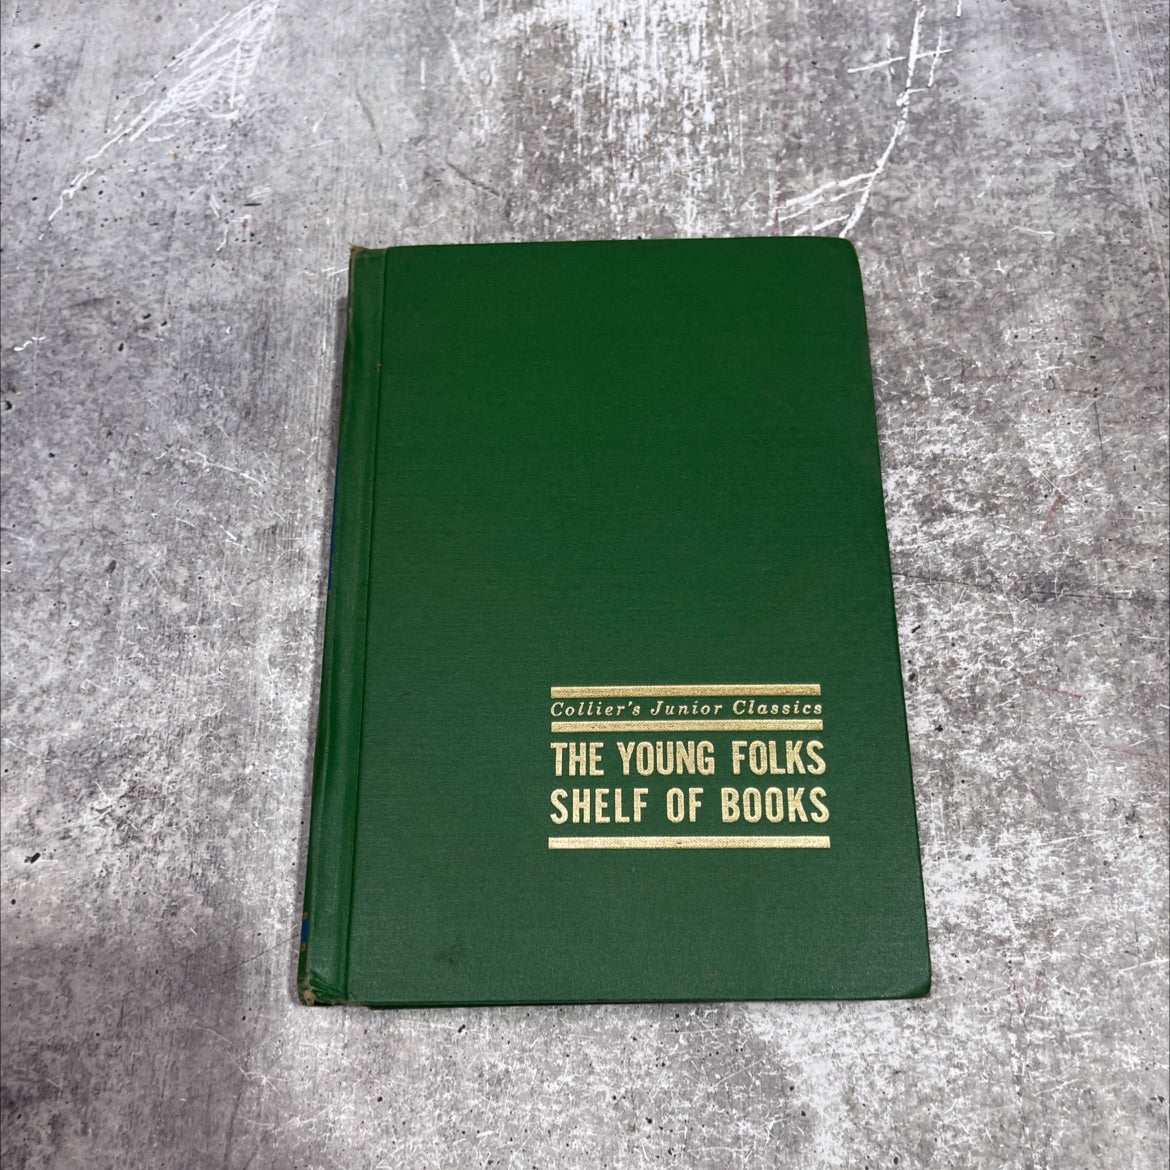 Collier's Junior Classics
THE YOUNG FOLKS
SHELF OF BOOKS